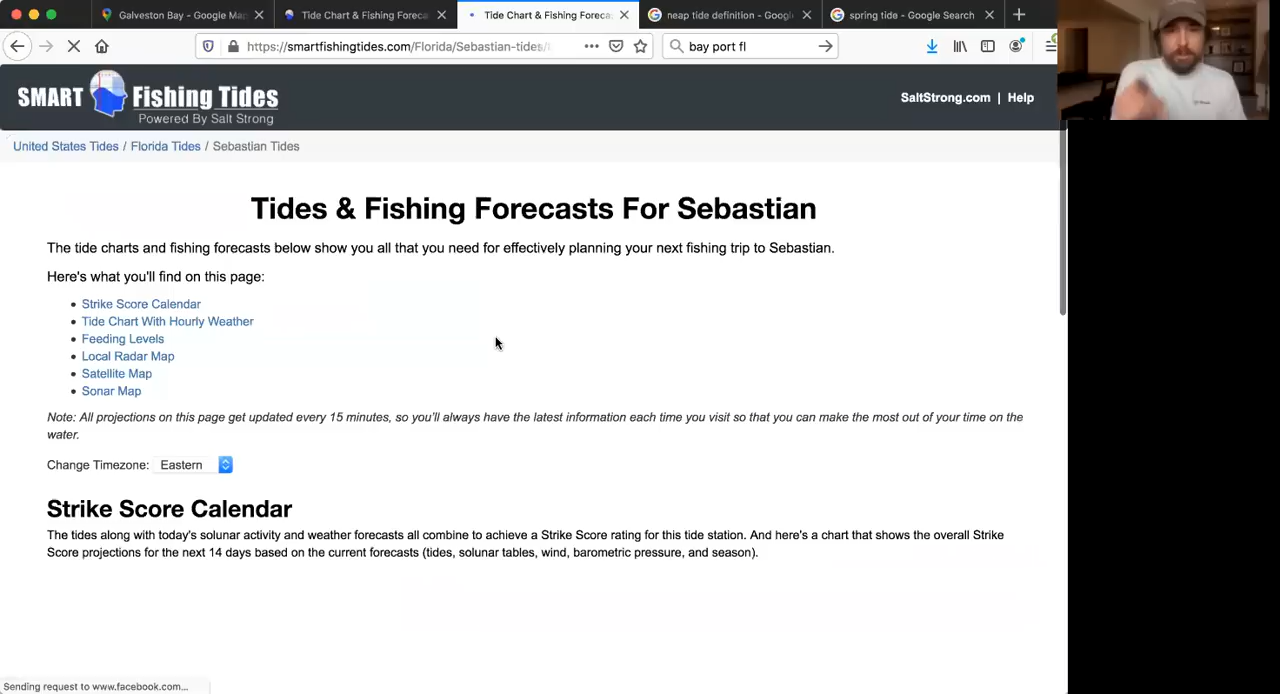 Galveston Bay - Google Ma
Tide Chart & Fishing Foreca
Tide Chart & Fishing Foreca
neap tide definition - Googl
spring tide - Google Search
https://smartfishingtides.com/Florida/Sebastian-tides/
bay port fl
SMART Fishing Tides
Powered By Salt Strong
SaltStrong.com | Help
United States Tides / Florida Tides / Sebastian Tides
Tides & Fishing Forecasts For Sebastian
The tide charts and fishing forecasts below show you all that you need for effectively planning your next fishing trip to Sebastian.
Here's what you'll find on this page:
• Strike Score Calendar
• Tide Chart With Hourly Weather
• Feeding Levels
• Local Radar Map
• Satellite Map
• Sonar Map
Note: All projections on this page get updated every 15 minutes, so you'll always have the latest information each time you visit so that you can make the most out of your time on the
water.
Change Timezone: Eastern
Strike Score Calendar
The tides along with today's solunar activity and weather forecasts all combine to achieve a Strike Score rating for this tide station. And here's a chart that shows the overall Strike
Score projections for the next 14 days based on the current forecasts (tides, solunar tables, wind, barometric pressure, and season).
Sending request to www.facebook.com...